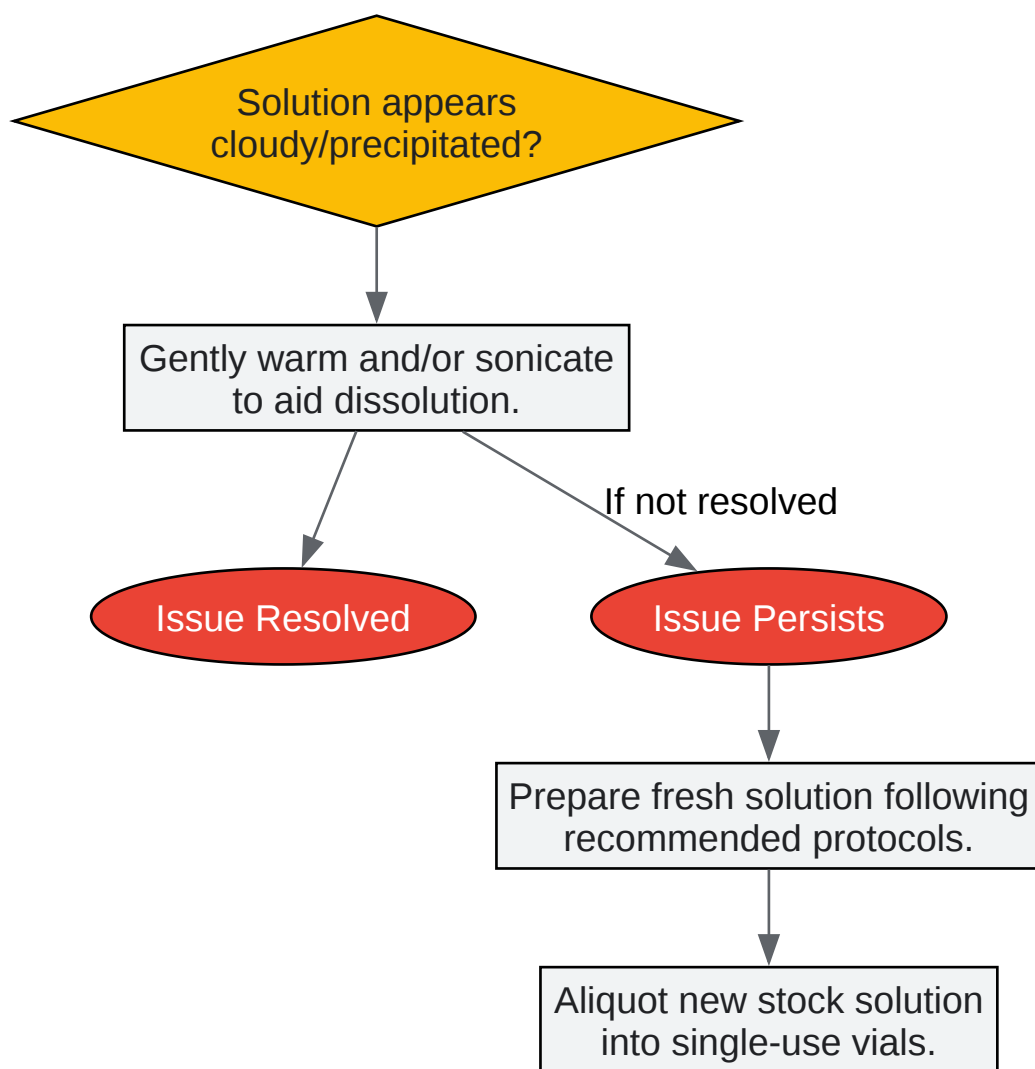 Solution appears
cloudy/precipitated?
Gently warm and/or sonicate
to aid dissolution.
If not resolved
Issue Resolved
Issue Persists
Prepare fresh solution following
recommended protocols.
Aliquot new stock solution
into single-use vials.